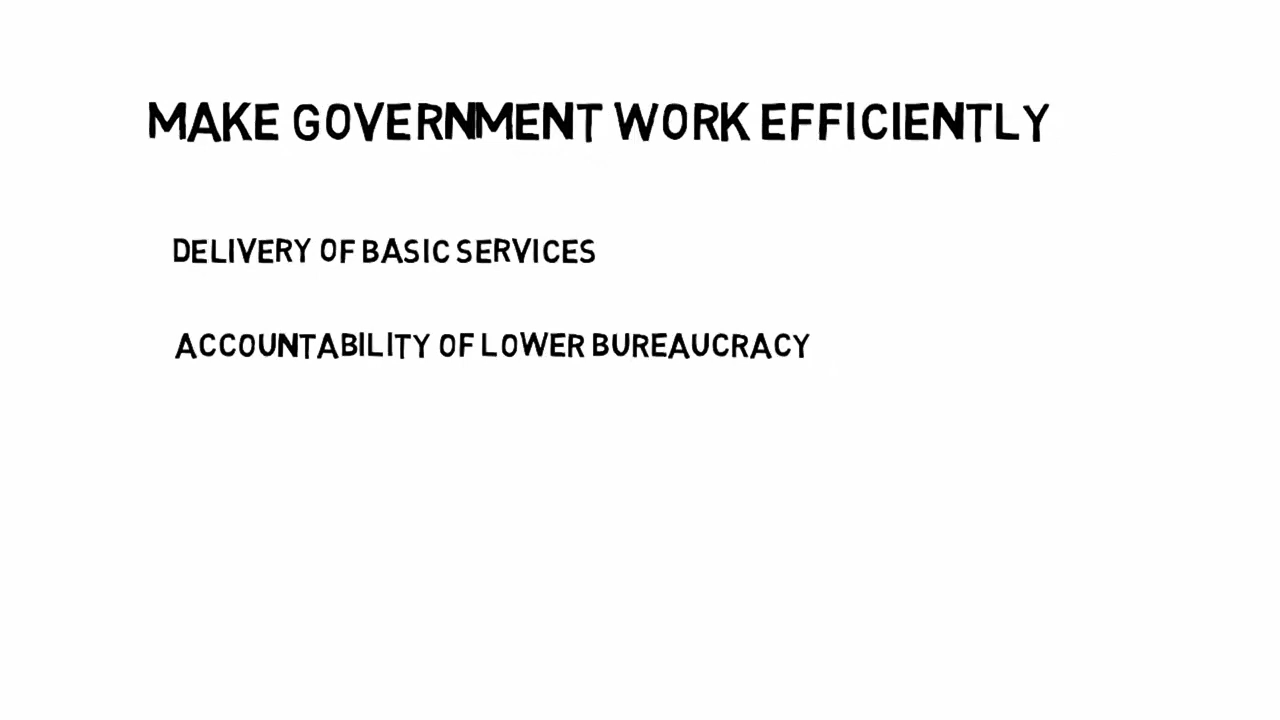 MAKE GOVERNMENT WORK EFFICIENTLY
DELIVERY OF BASIC SERVICES
ACCOUNTABILITY OF LOWER BUREAUCRACY